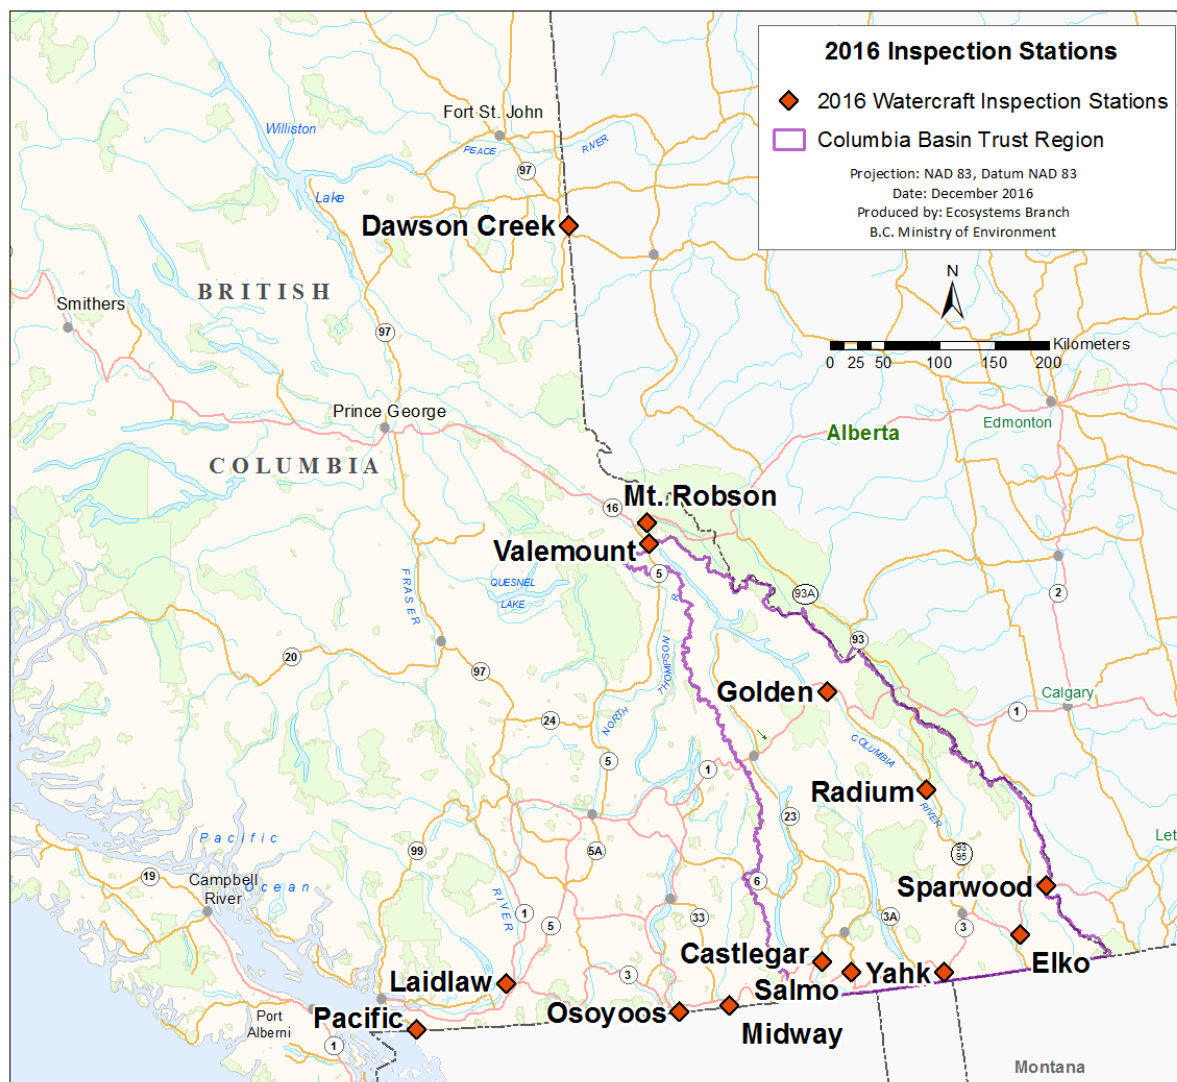 2016 Inspection Stations
2016 Watercraft Inspection Stations
Columbia Basin Trust Region
Projection: NAD 83, Datum NAD 83
Date: December 2016
Produced by: Ecosystems Branch
B.C. Ministry of Environment
N
Kilometers
0 25 50 100 150 200
Fort St. John
Williston
PEACE
RIVER
97
Lake
Dawson Creek
BRITISH
Smithers
97
Prince George
Edmonton
Alberta
COLUMBIA
Mt. Robson
16
Valemount
5
QUESNEL
LAKE
FRASER
93A
2
93
20
97
NORTH
THOMPSON
R
Golden
Calgary
1
24
5
1
COLUMBIA
Radium
RIVER
23
Pacific
Ocean
99
5A
93
95
Let
19
Campbell
River
6
Sparwood
RIVER
1
5
33
3A
3
Castlegar
Elko
Laidlaw
3
Salmo
Yahk
Osoyoos
Midway
Pacific
Port
Alberni
1
Montana